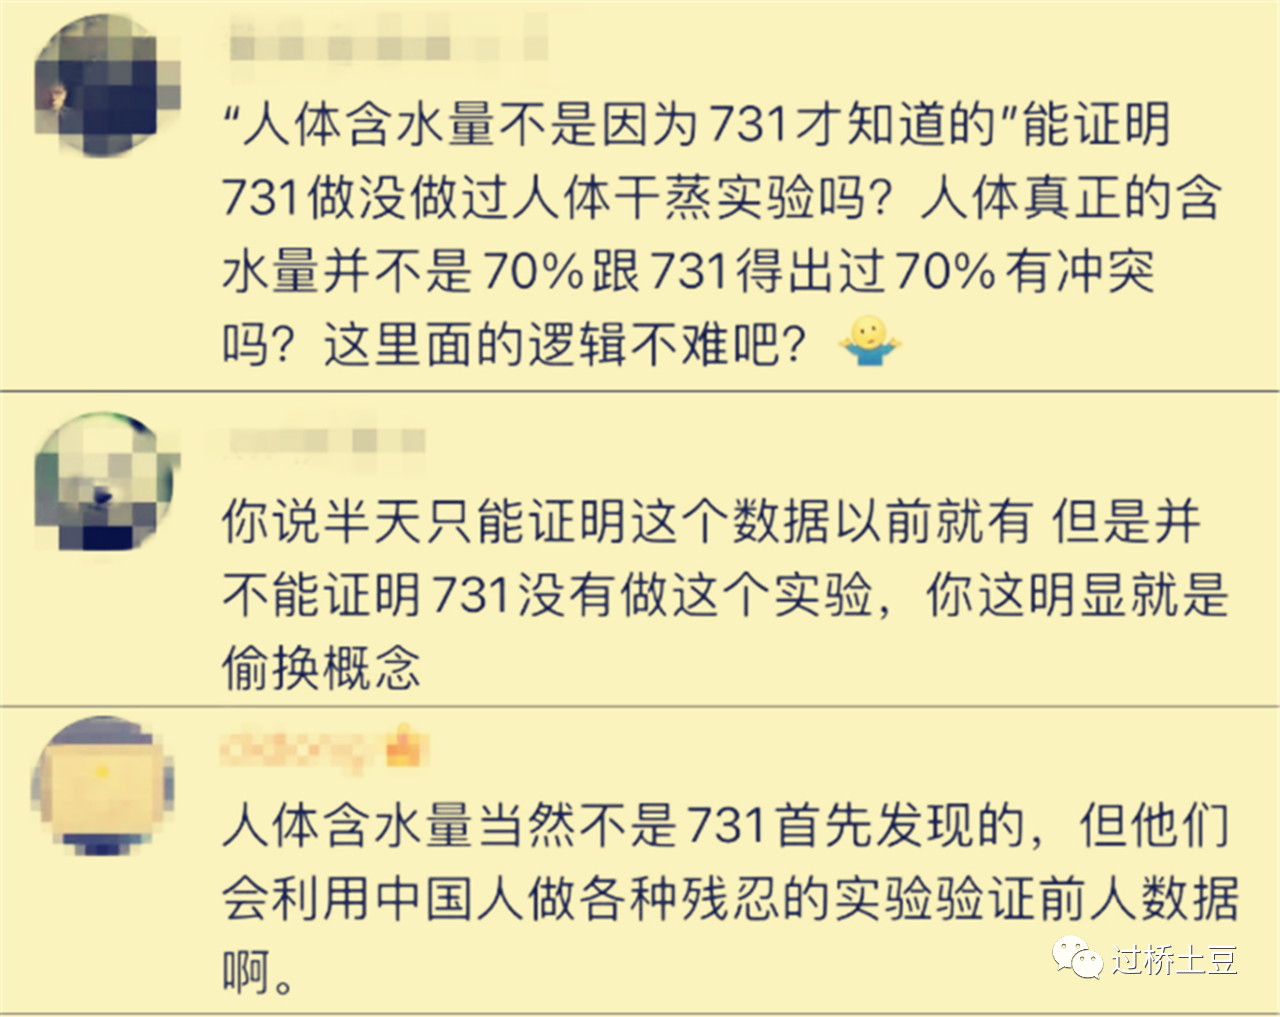 “人体含水量不是因为731才知道的”能证明
731做没做过人体干蒸实验吗？人体真正的含
水量并不是70%跟731得出过70%有冲突
吗？这里面的逻辑不难吧？
你说半天只能证明这个数据以前就有 但是并
不能证明731没有做这个实验，你这明显就是
偷换概念
人体含水量当然不是731首先发现的，但他们
会利用中国人做各种残忍的实验验证前人数据
啊。
过桥土豆